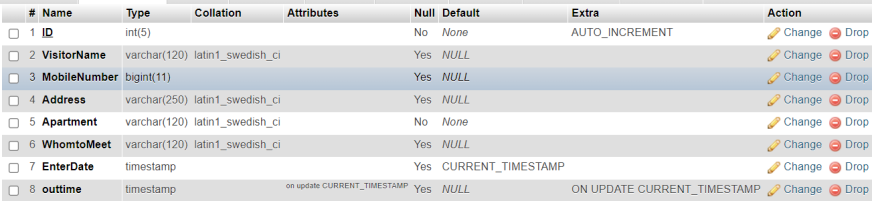 # Name Type Collation Attributes Null Default Extra Action
1 ID int(5) No None AUTO_INCREMENT Change Drop
2 VisitorName varchar(120) latin1_swedish_ci Yes NULL Change Drop
3 MobileNumber bigint(11) Yes NULL Change Drop
4 Address varchar(250) latin1_swedish_ci Yes NULL Change Drop
5 Apartment varchar(120) latin1_swedish_ci No None Change Drop
6 WhomtoMeet varchar(120) latin1_swedish_ci Yes NULL Change Drop
7 EnterDate timestamp Yes CURRENT_TIMESTAMP Change Drop
8 outtime timestamp on update CURRENT_TIMESTAMP Yes NULL ON UPDATE CURRENT_TIMESTAMP Change Drop